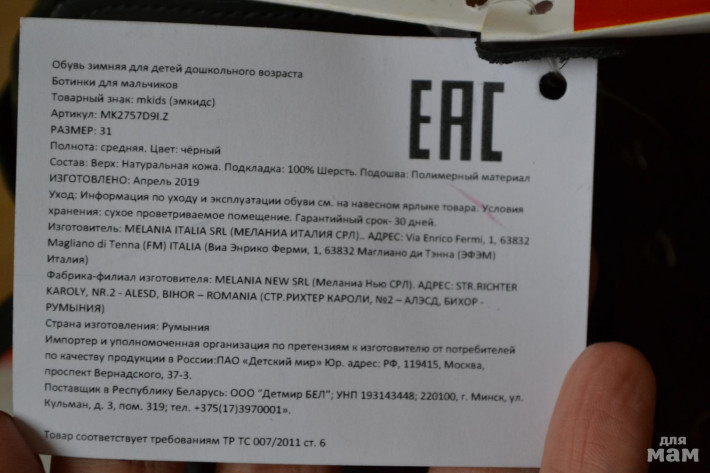 Обувь зимняя для детей дошкольного возраста
Ботинки для мальчиков
Товарный знак: mkids (эмкидс)
Артикул: MK2757D9I.Z
РАЗМЕР: 31
Полнота: средняя. Цвет: чёрный
Состав: Верх: Натуральная кожа. Подкладка: 100% Шерсть. Подошва: Полимерный материал
ИЗГОТОВЛЕНО: Апрель 2019
Уход: Информация по уходу и эксплуатации обуви см. на навесном ярлыке товара. Условия
хранения: сухое проветриваемое помещение. Гарантийный срок- 30 дней.
Изготовитель: MELANIA ITALIA SRL (МЕЛАНИА ИТАЛИЯ СРЛ).. АДРЕС: Via Enrico Fermi, 1, 63832
Magliano di Tenna (FM) ITALIA (Виа Энрико Ферми, 1, 63832 Маглиано ди Тэнна (ЭФЭМ)
Италия)
Фабрика-филиал изготовителя: MELANIA NEW SRL (Мелания Нью СРЛ). АДРЕС: STR.RICHTER
KAROLY, NR.2 - ALESD, BIHOR – ROMANIA (СТР.РИХТЕР КАРОЛИ, №2 – АЛЭСД, БИХОР -
РУМЫНИЯ)
Страна изготовления: Румыния
Импортер и уполномоченная организация по претензиям к изготовителю от потребителей
по качеству продукции в России:ПАО «Детский мир» Юр. адрес: РФ, 119415, Москва,
проспект Вернадского, 37-3.
Поставщик в Республику Беларусь: ООО "Детмир БЕЛ"; УНП 193143448; 220100, г. Минск, ул.
Кульман, д. 3, пом. 319; тел. +375(17)3970001».
Товар соответствует требованиям ТР ТС 007/2011 ст. 6
ЕАС
для
мам